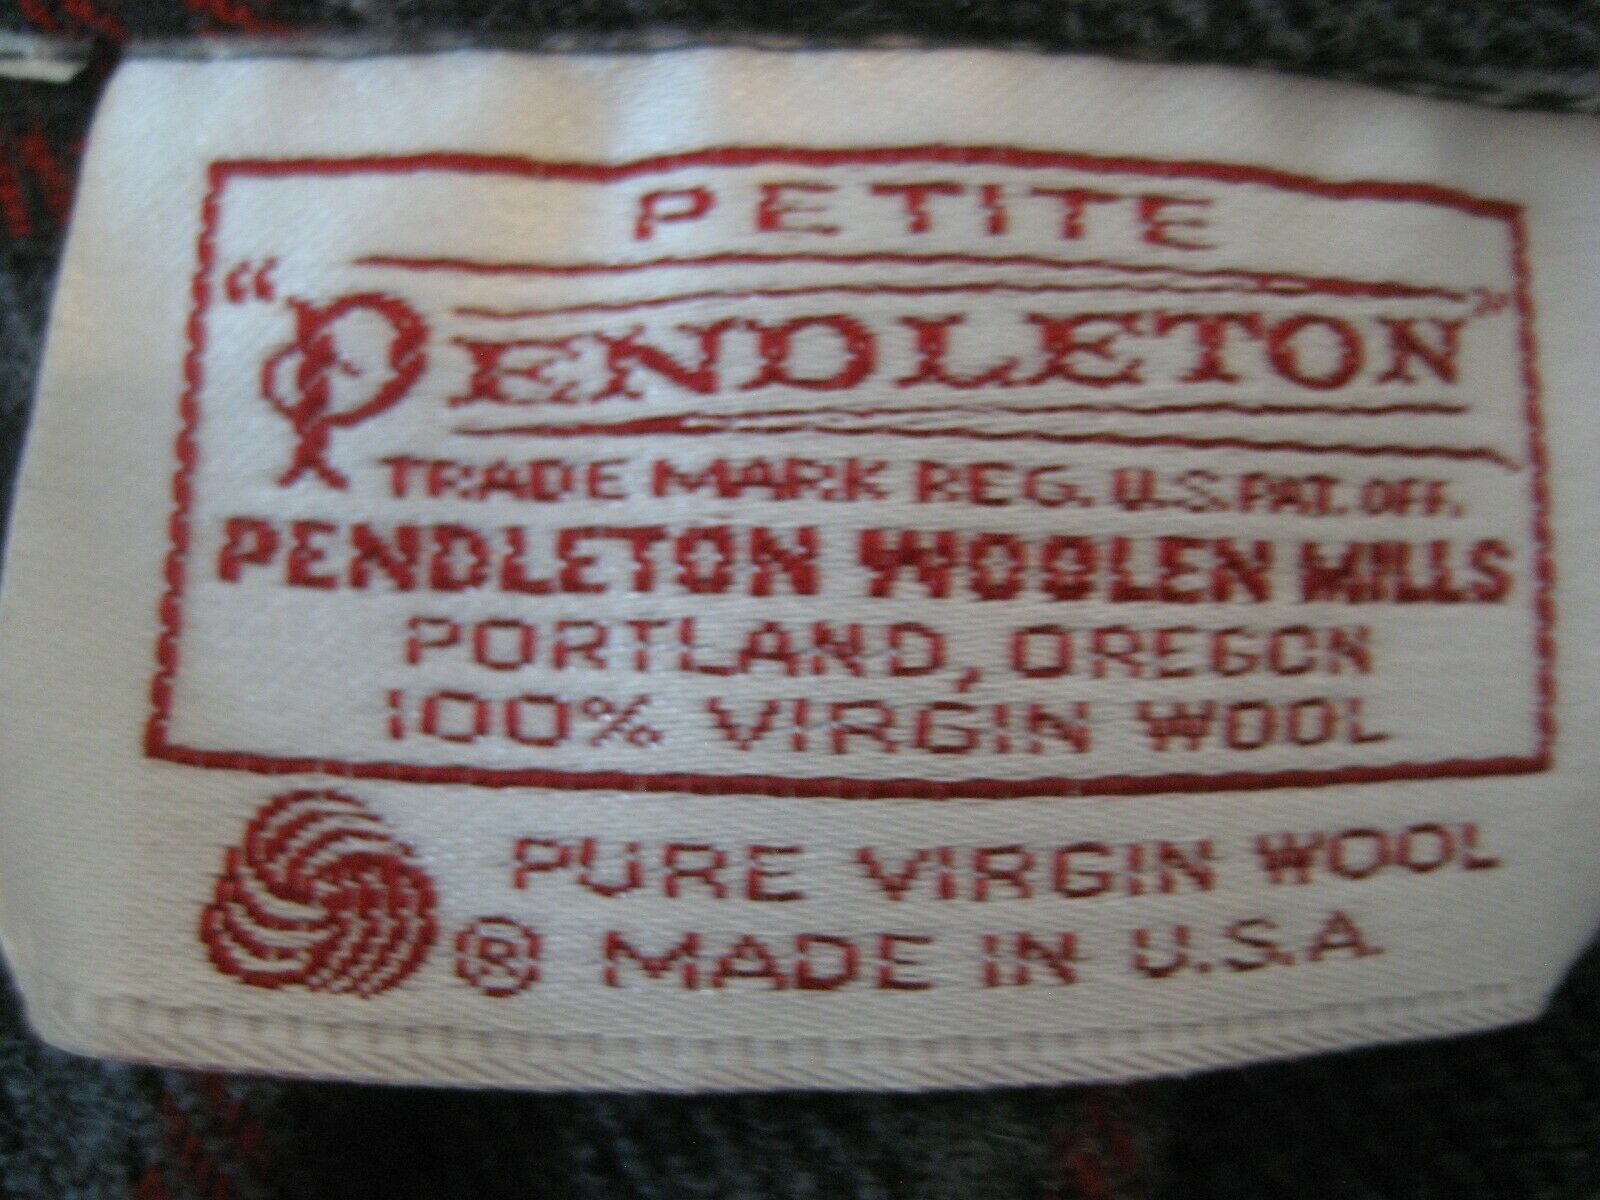 PETITE
"PENDLETON"
TRADE MARK REG. U.S. PAT. OFF.
PENDLETON WOOLEN MILLS
PORTLAND, OREGON
100% VIRGIN WOOL
PURE VIRGIN WOOL
® MADE IN U.S.A.